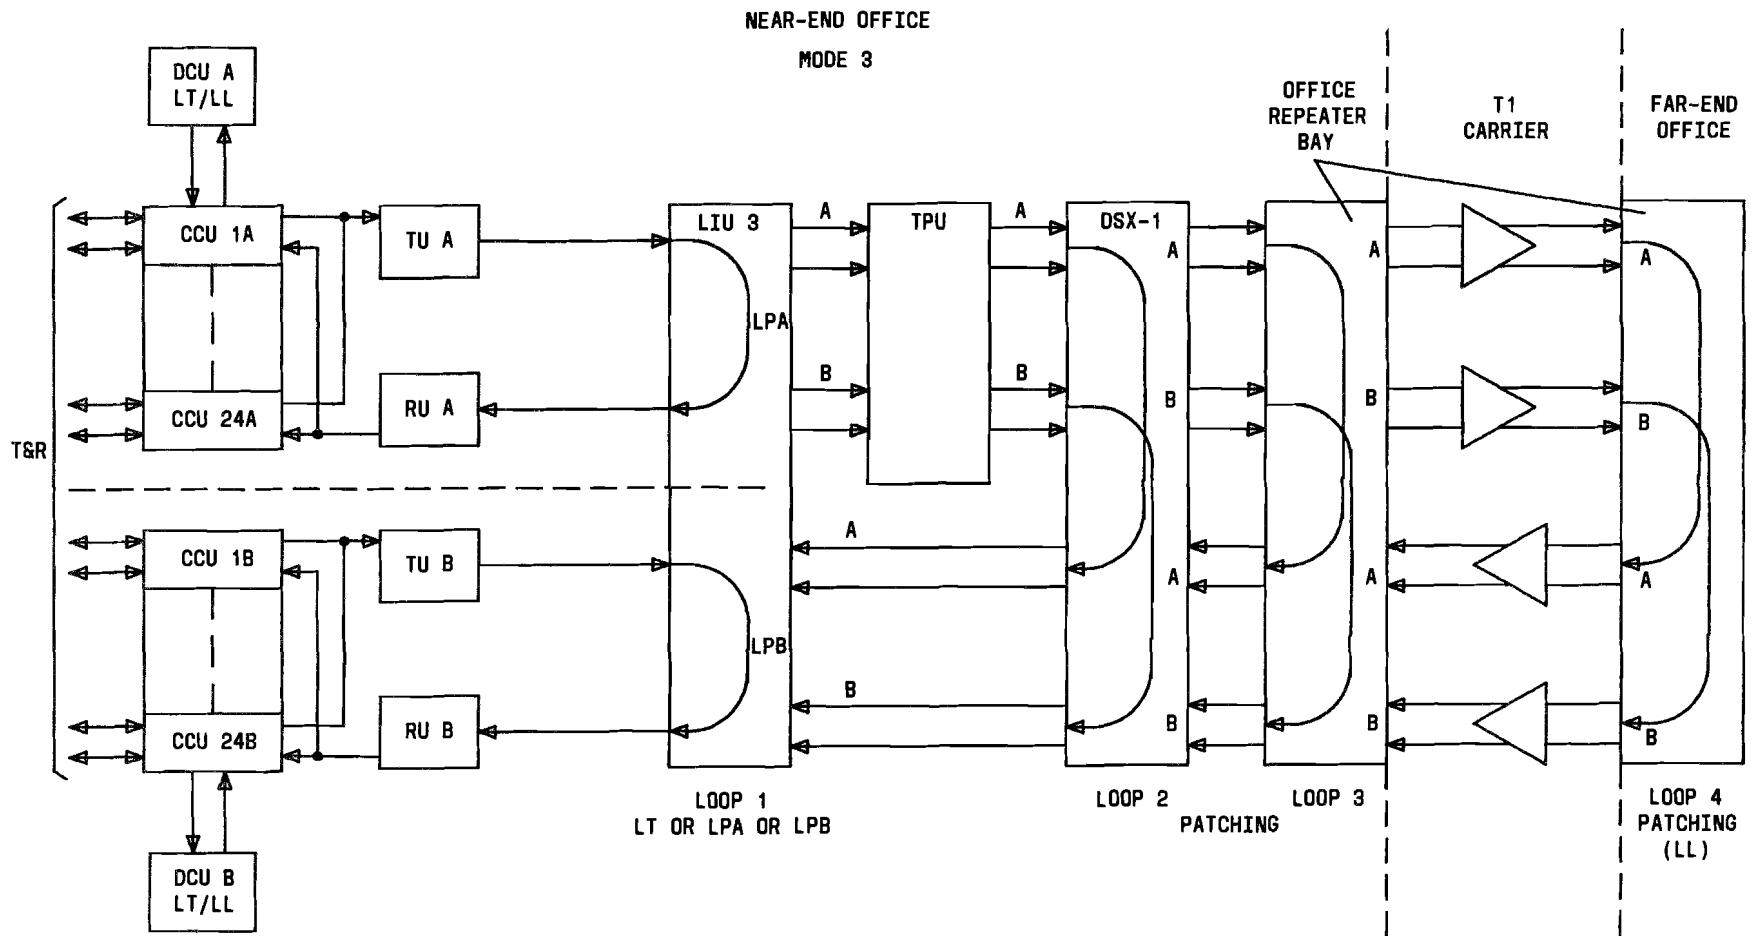 NEAR-END OFFICE
MODE 3
DCU A
LT/LL
OFFICE
REPEATER
BAY
T1
CARRIER
FAR-END
OFFICE
CCU 1A
TU A
LIU 3
A
TPU
A
DSX-1
A
A
A
LPA
B
B
B
B
B
RU A
CCU 24A
T&R
CCU 1B
TU B
A
A
A
A
LPB
B
B
B
B
RU B
CCU 24B
LOOP 1
LT OR LPA OR LPB
LOOP 2
LOOP 3
PATCHING
LOOP 4
PATCHING
(LL)
DCU B
LT/LL